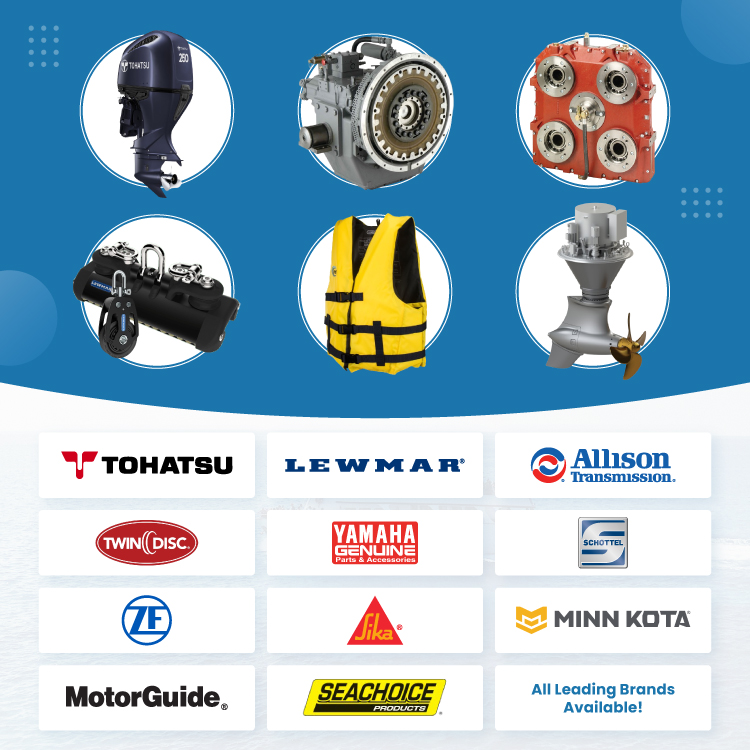 TOHATSU
250
TOHATSU
LEWMAR®
Allison
Transmission®
TWIN DISC®
YAMAHA
GENUINE
Parts & Accessories
SCHOTTEL
ZF
Sika®
MINN KOTA
MotorGuide®
SEACHOICE
PRODUCTS®
All Leading Brands
Available!